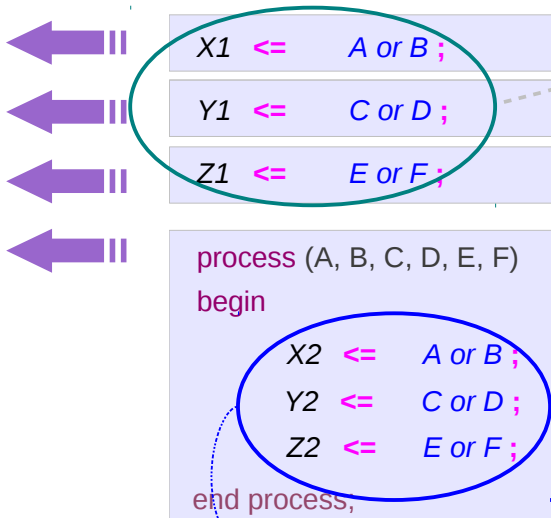 X1 <= A or B ;
Y1 <= C or D ;
Z1 <= E or F ;
process (A, B, C, D, E, F)
begin
X2 <= A or B ;
Y2 <= C or D ;
Z2 <= E or F ;
end process;